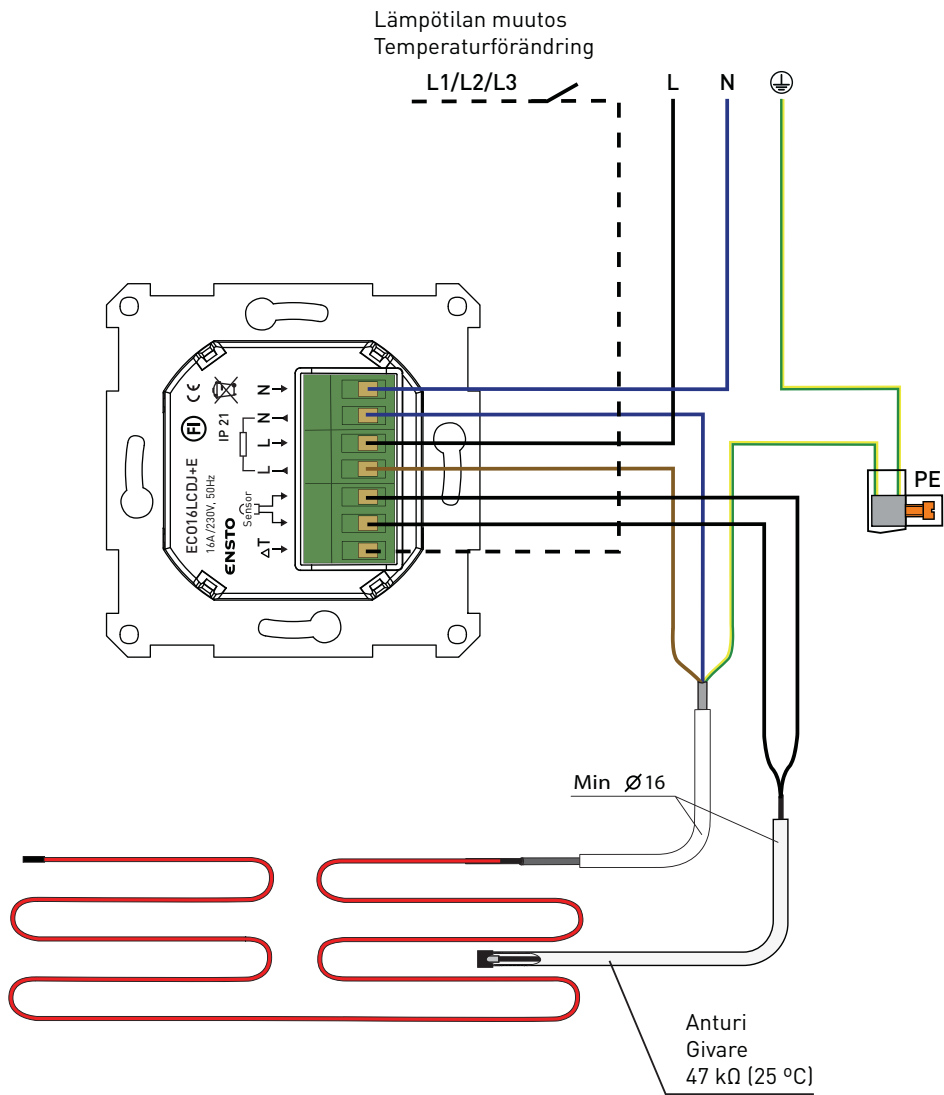 Lämpötilan muutos
Temperaturförändring
L1/L2/L3
L
N
N
N
L
L
Sensor
ΔT
CE
FI
IP 21
ECO16LCDJ+E
16A/230V, 50Hz
ENSTO
PE
Min Ø16
Anturi
Givare
47 kΩ (25 ºC)